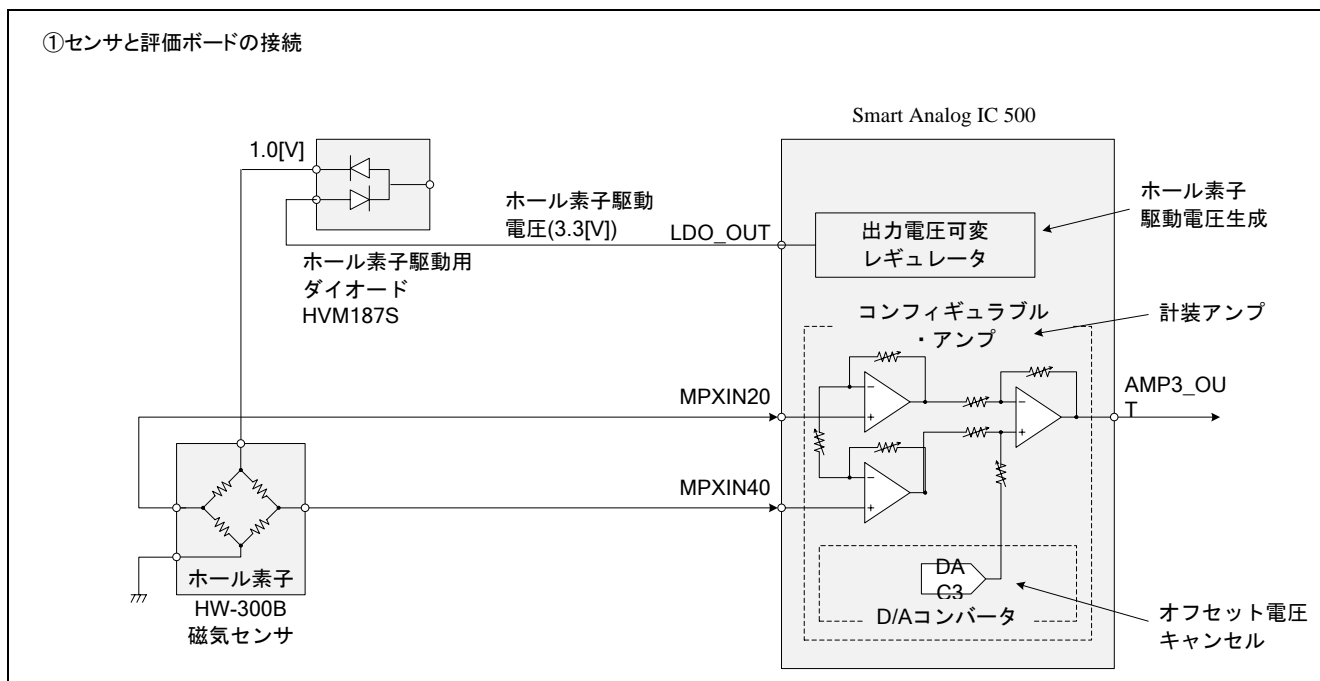 ①センサと評価ボードの接続
Smart Analog IC 500
1.0[V]
ホール素子駆動
電圧(3.3[V])
LDO_OUT
出力電圧可変
レギュレータ
ホール素子
駆動電圧生成
ホール素子駆動用
ダイオード
HVM187S
コンフィギュラブル
・アンプ
計装アンプ
MPXIN20
AMP3_OU
T
MPXIN40
ホール素子
HW-300B
磁気センサ
DA
C3
D/Aコンバータ
オフセット電圧
キャンセル